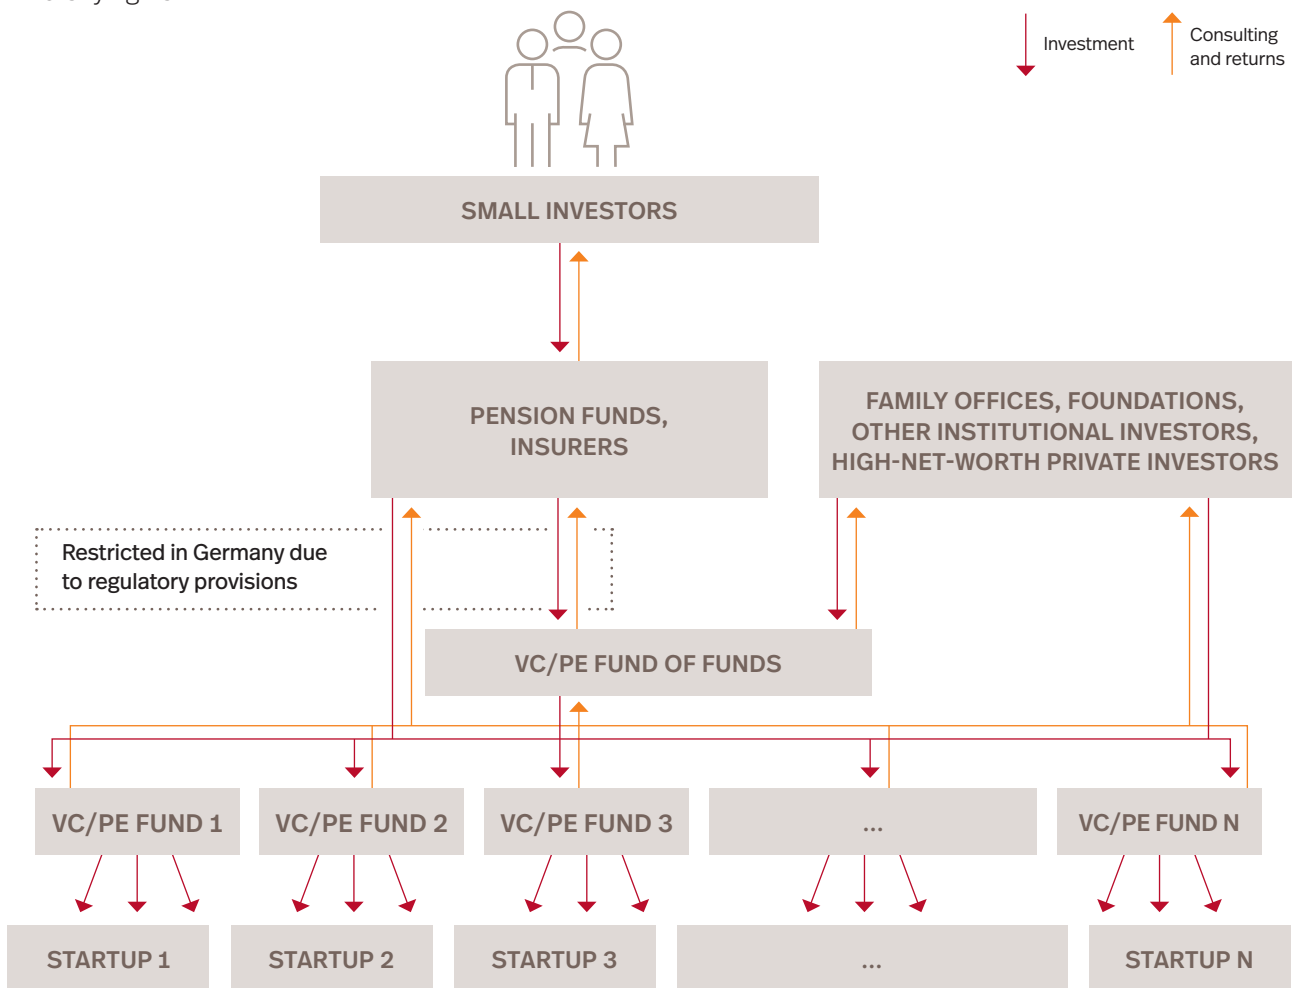 Investment
Consulting
and returns
SMALL INVESTORS
PENSION FUNDS,
INSURERS
FAMILY OFFICES, FOUNDATIONS,
OTHER INSTITUTIONAL INVESTORS,
HIGH-NET-WORTH PRIVATE INVESTORS
Restricted in Germany due
to regulatory provisions
VC/PE FUND OF FUNDS
VC/PE FUND 1
VC/PE FUND 2
VC/PE FUND 3
...
VC/PE FUND N
STARTUP 1
STARTUP 2
STARTUP 3
...
STARTUP N